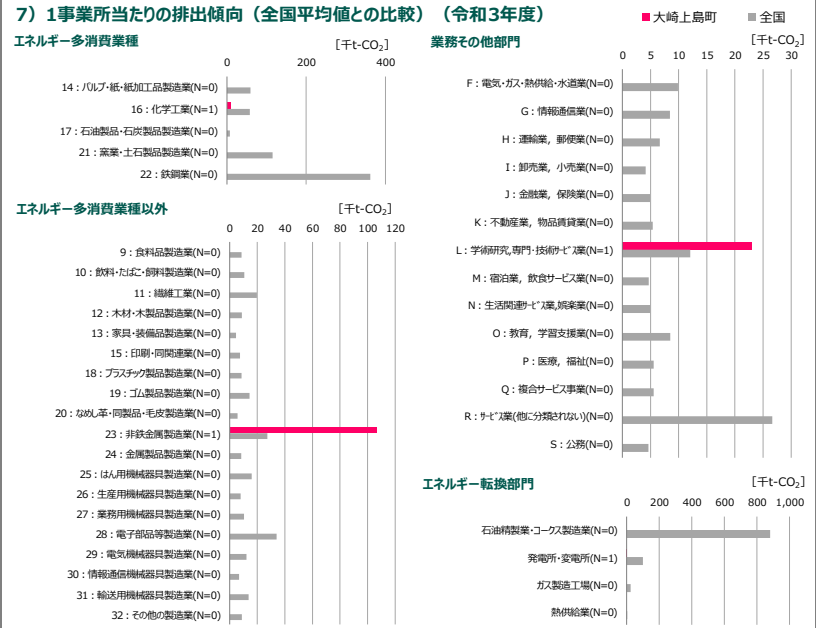 7）1事業所当たりの排出傾向（全国平均値との比較）（令和3年度）
■大崎上島町 ■全国
エネルギー多消費業種
[千t-CO₂]
0 200 400
14：パルプ・紙・紙加工品製造業(N=0)
16：化学工業(N=1)
17：石油製品・石炭製品製造業(N=0)
21：窯業・土石製品製造業(N=0)
22：鉄鋼業(N=0)
エネルギー多消費業種以外
[千t-CO₂]
0 20 40 60 80 100 120
9：食料品製造業(N=0)
10：飲料・たばこ・飼料製造業(N=0)
11：繊維工業(N=0)
12：木材・木製品製造業(N=0)
13：家具・装備品製造業(N=0)
15：印刷・同関連業(N=0)
18：プラスチック製品製造業(N=0)
19：ゴム製品製造業(N=0)
20：なめし革・同製品・毛皮製造業(N=0)
23：非鉄金属製造業(N=1)
24：金属製品製造業(N=0)
25：はん用機械器具製造業(N=0)
26：生産用機械器具製造業(N=0)
27：業務用機械器具製造業(N=0)
28：電子部品等製造業(N=0)
29：電気機械器具製造業(N=0)
30：情報通信機械器具製造業(N=0)
31：輸送用機械器具製造業(N=0)
32：その他の製造業(N=0)
業務その他部門
[千t-CO₂]
0 5 10 15 20 25 30
F：電気・ガス・熱供給・水道業(N=0)
G：情報通信業(N=0)
H：運輸業，郵便業(N=0)
I：卸売業，小売業(N=0)
J：金融業，保険業(N=0)
K：不動産業，物品賃貸業(N=0)
L：学術研究,専門・技術ｻｰﾋﾞｽ業(N=1)
M：宿泊業，飲食サービス業(N=0)
N：生活関連ｻｰﾋﾞｽ業,娯楽業(N=0)
O：教育，学習支援業(N=0)
P：医療，福祉(N=0)
Q：複合サービス事業(N=0)
R：ｻｰﾋﾞｽ業(他に分類されない)(N=0)
S：公務(N=0)
エネルギー転換部門
[千t-CO₂]
0 200 400 600 800 1,000
石油精製業・コークス製造業(N=0)
発電所・変電所(N=1)
ガス製造工場(N=0)
熱供給業(N=0)